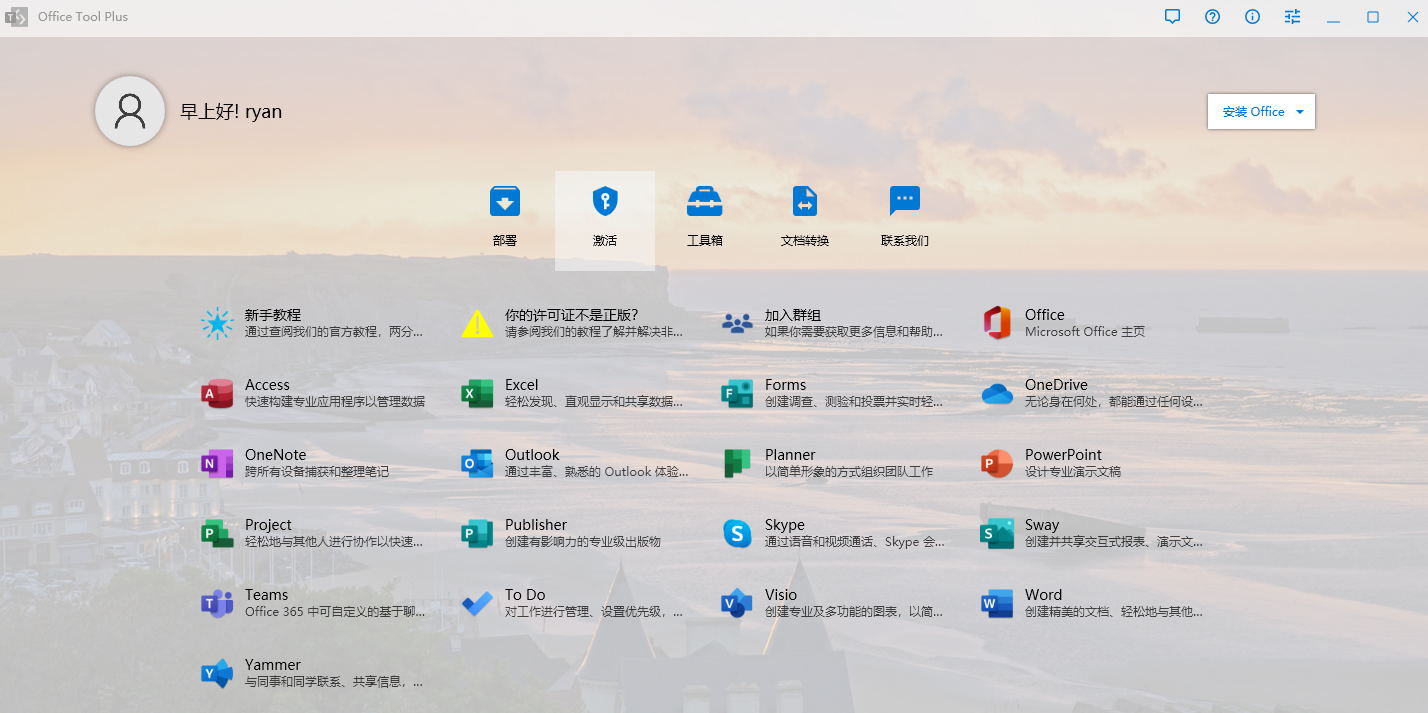 Office Tool Plus
早上好! ryan
安装 Office
部署
激活
工具箱
文档转换
联系我们
新手教程
通过查阅我们的官方教程，两分...
你的许可证不是正版?
请参阅我们的教程了解并解决非...
加入群组
如果你需要获取更多信息和帮助...
Office
Microsoft Office 主页
Access
快速构建专业应用程序以管理数据
Excel
轻松发现、直观显示和共享数据...
Forms
创建调查、测验和投票并实时轻...
OneDrive
无论身在何处，都能通过任何设...
OneNote
跨所有设备捕获和整理笔记
Outlook
通过丰富、熟悉的 Outlook 体验...
Planner
以简单形象的方式组织团队工作
PowerPoint
设计专业演示文稿
Project
轻松地与其他人进行协作以快速...
Publisher
创建有影响力的专业级出版物
Skype
通过语音和视频通话、Skype 会...
Sway
创建并共享交互式报表、演示文...
Teams
Office 365 中可自定义的基于聊...
To Do
对工作进行管理、设置优先级，...
Visio
创建专业及多功能的图表，以简...
Word
创建精美的文档、轻松地与其他...
Yammer
与同事和同学联系、共享信息，...